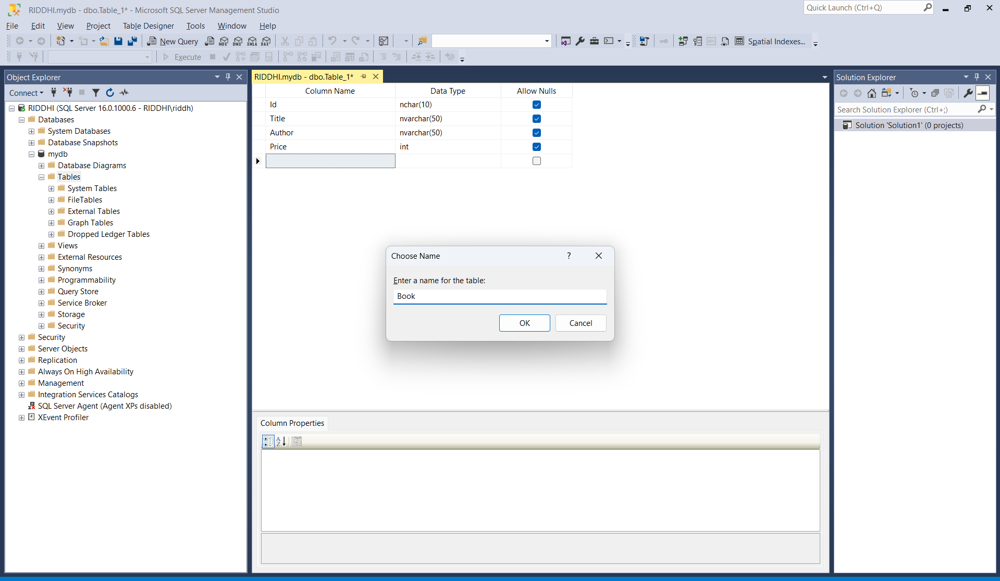 RIDDHI.mydb - dbo.Table_1* - Microsoft SQL Server Management Studio
Quick Launch (Ctrl+Q)
File Edit View Project Table Designer Tools Window Help
New Query MDX DMX XMLA DAX Spatial Indexes...
Execute
Object Explorer
Connect
RIDDHI (SQL Server 16.0.1000.6 - RIDDHI\riddh)
Databases
System Databases
Database Snapshots
mydb
Database Diagrams
Tables
System Tables
FileTables
External Tables
Graph Tables
Dropped Ledger Tables
Views
External Resources
Synonyms
Programmability
Query Store
Service Broker
Storage
Security
Security
Server Objects
Replication
Always On High Availability
Management
Integration Services Catalogs
SQL Server Agent (Agent XPs disabled)
XEvent Profiler
RIDDHI.mydb - dbo.Table_1*
Column Name Data Type Allow Nulls
Id nchar(10)
Title nvarchar(50)
Author nvarchar(50)
Price int
Choose Name
Enter a name for the table:
Book
OK Cancel
Column Properties
Solution Explorer
Search Solution Explorer (Ctrl+;)
Solution 'Solution1' (0 projects)